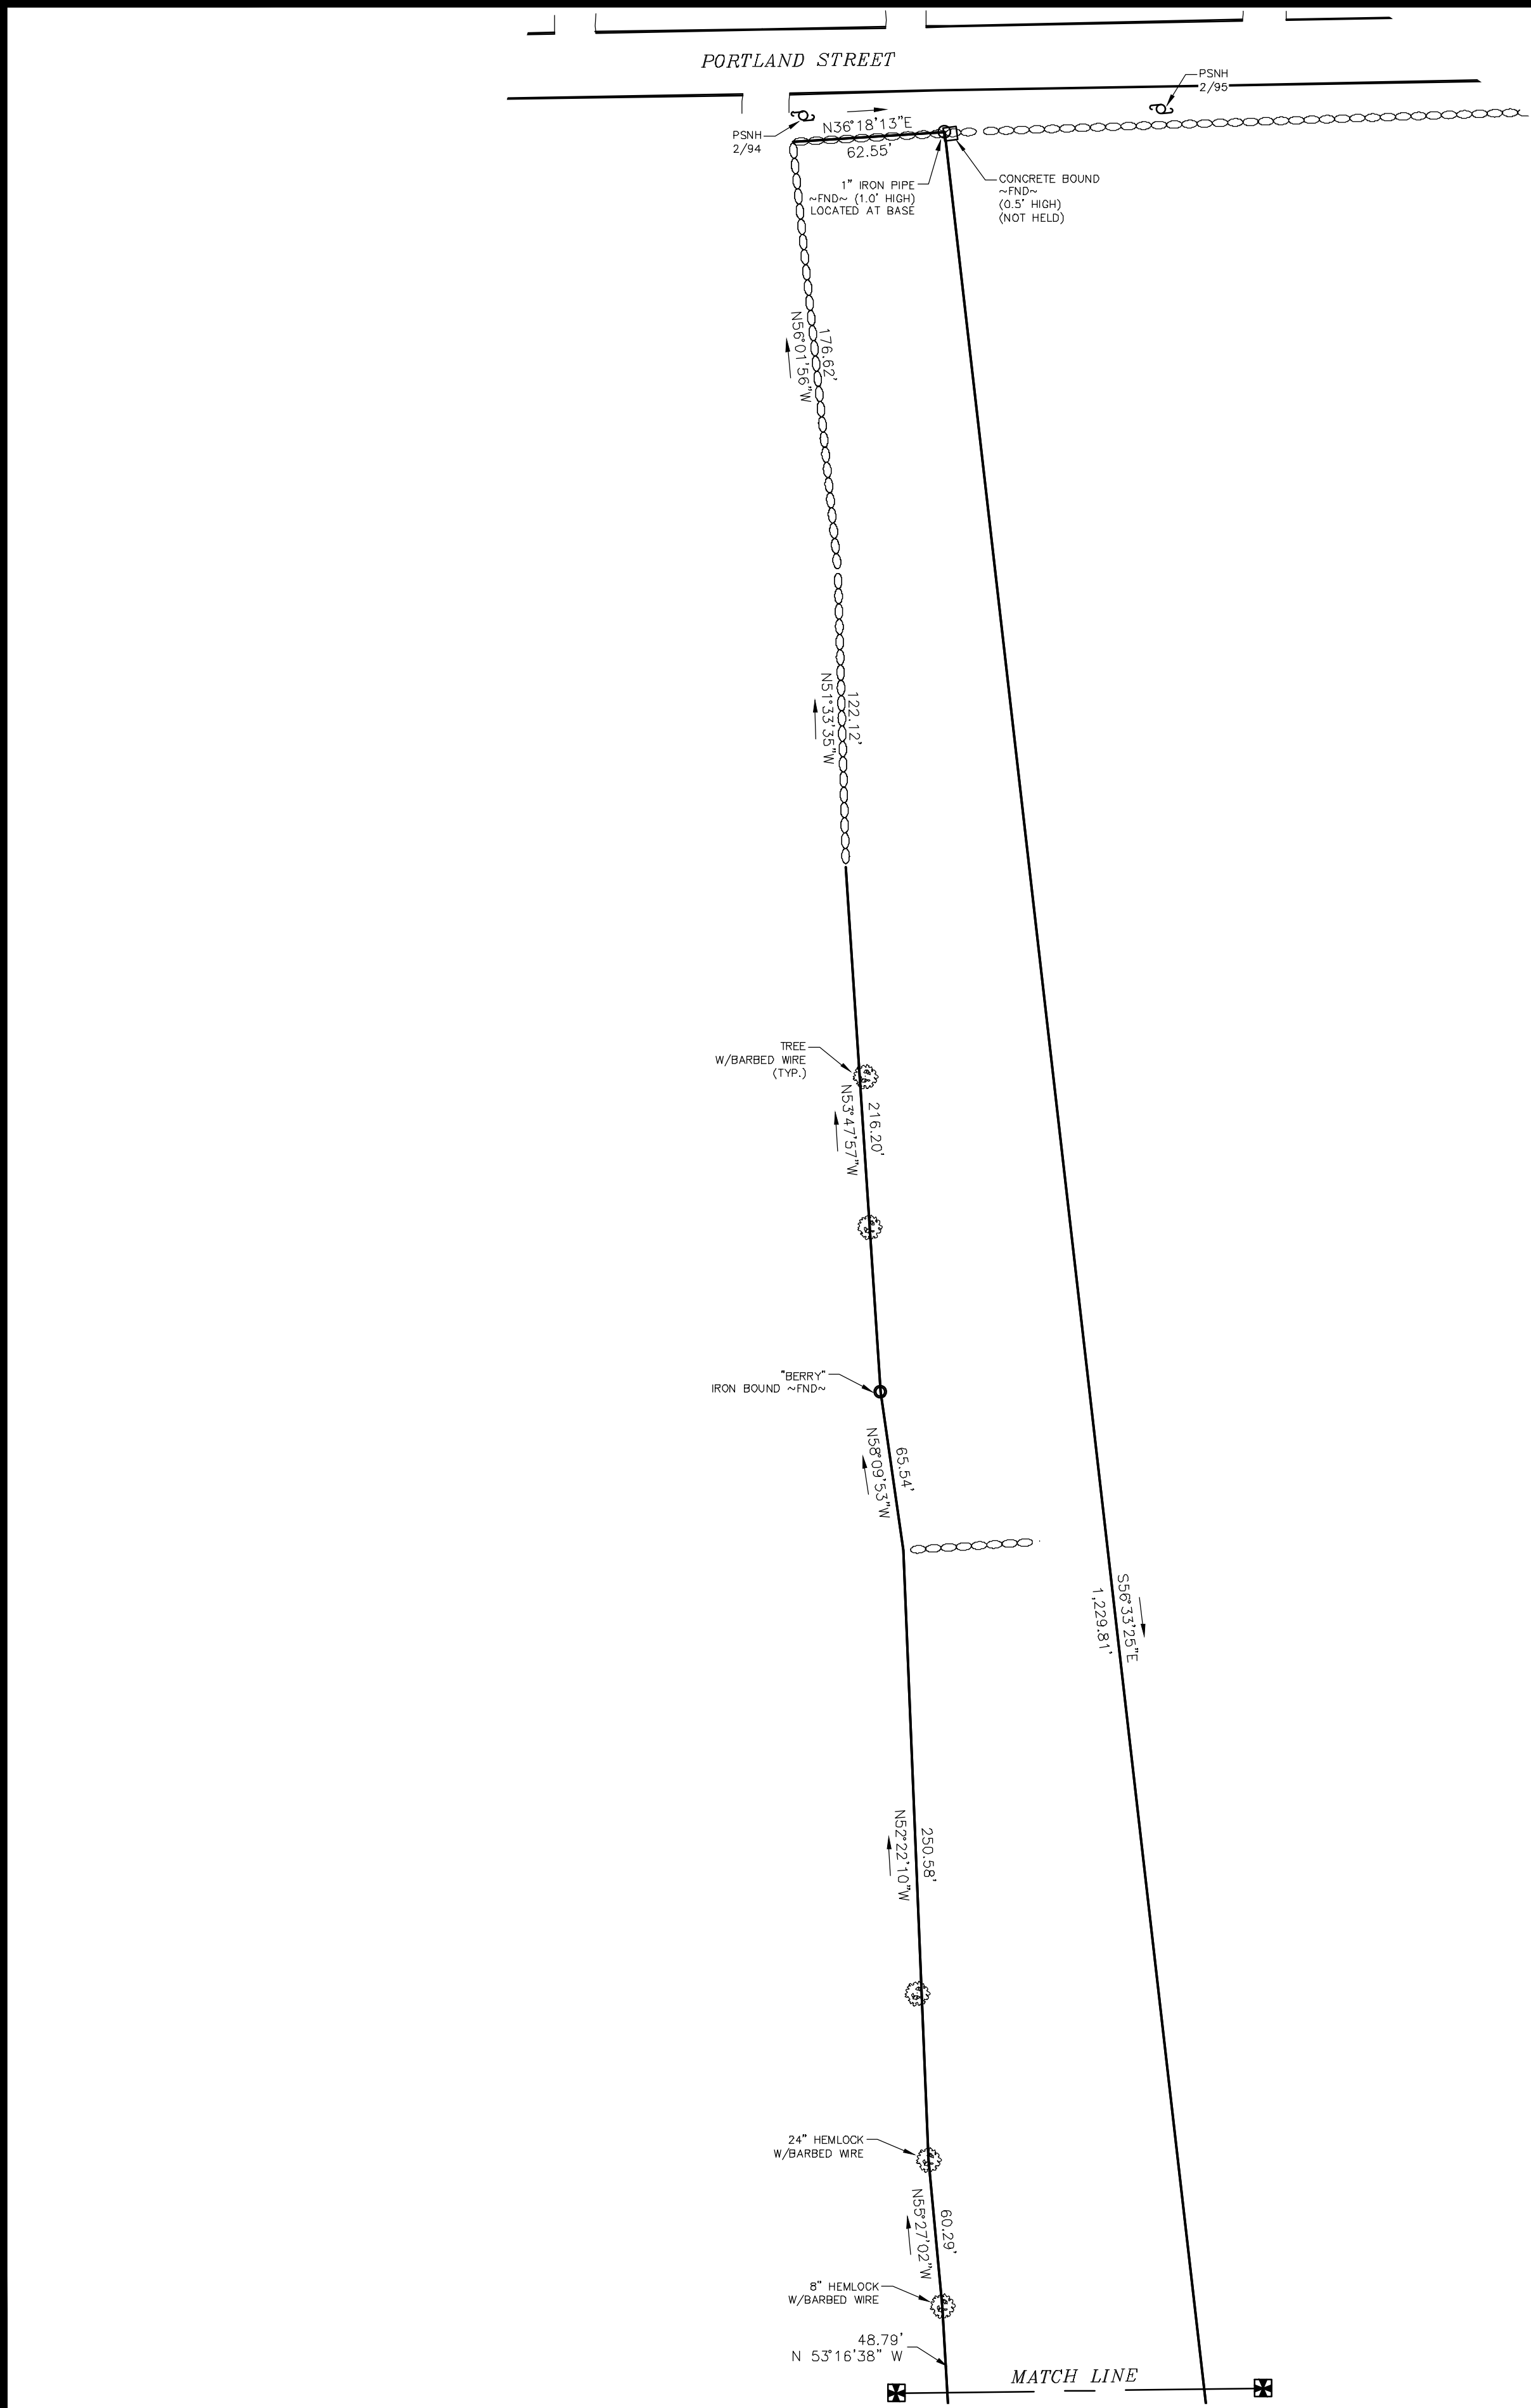 PORTLAND STREET
PSNH
2/95
PSNH
2/94
N36°18'13"E
62.55'
1" IRON PIPE
~FND~ (1.0' HIGH)
LOCATED AT BASE
CONCRETE BOUND
~FND~
(0.5' HIGH)
(NOT HELD)
176.62'
N56°01'56"W
122.12'
N51°33'35"W
TREE
W/BARBED WIRE
(TYP.)
216.20'
N53°47'57"W
"BERRY"
IRON BOUND ~FND~
65.54'
N58°09'53"W
S56°33'25"E
1,229.81'
250.58'
N52°22'10"W
24" HEMLOCK
W/BARBED WIRE
60.29'
N55°27'02"W
8" HEMLOCK
W/BARBED WIRE
48.79'
N 53°16'38" W
MATCH LINE